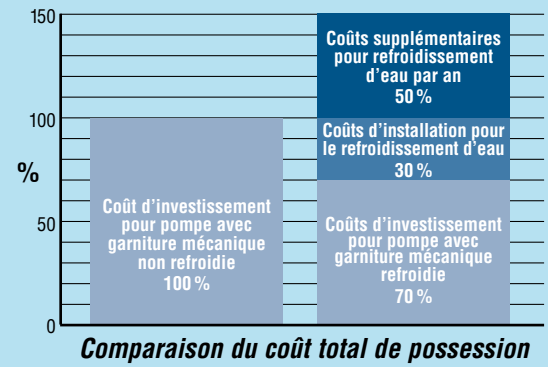 150
100
%
50
0
Coût d'investissement
pour pompe avec
garniture mécanique
non refroidie
100 %
Coûts supplémentaires
pour refroidissement
d'eau par an
50 %
Coûts d'installation pour
le refroidissement d'eau
30 %
Coûts d'investissement
pour pompe avec
garniture mécanique
refroidie
70 %
Comparaison du coût total de possession